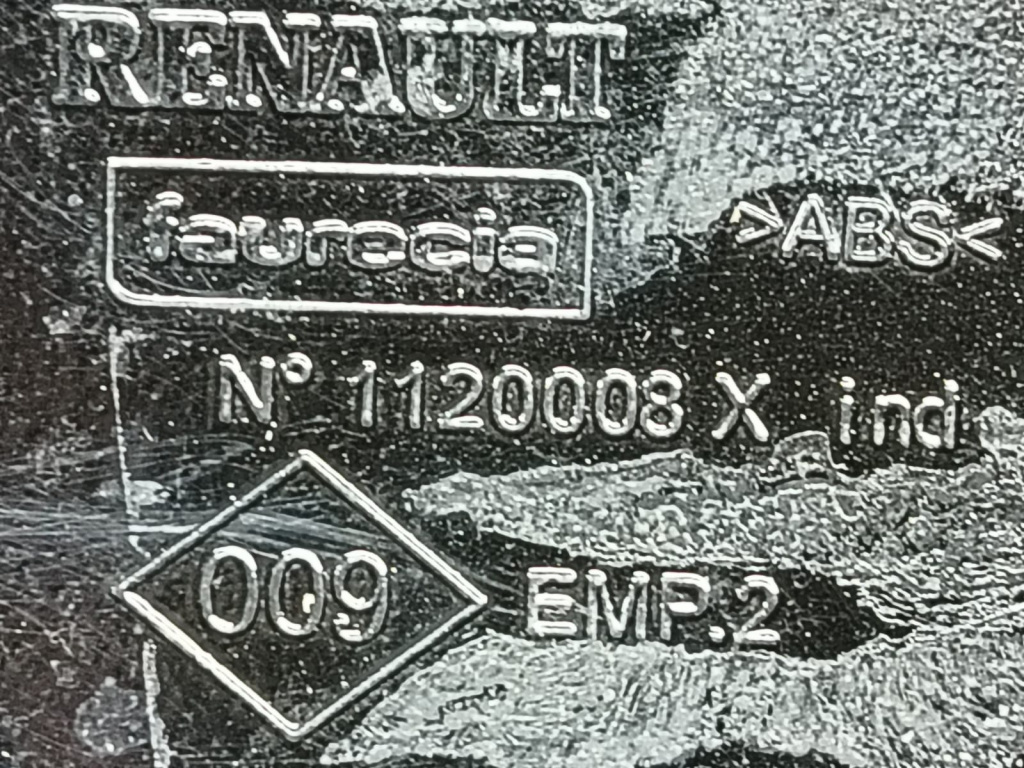 RENAULT
faurecia
>ABS<
N° 1120008 X ind
009
EMP.2